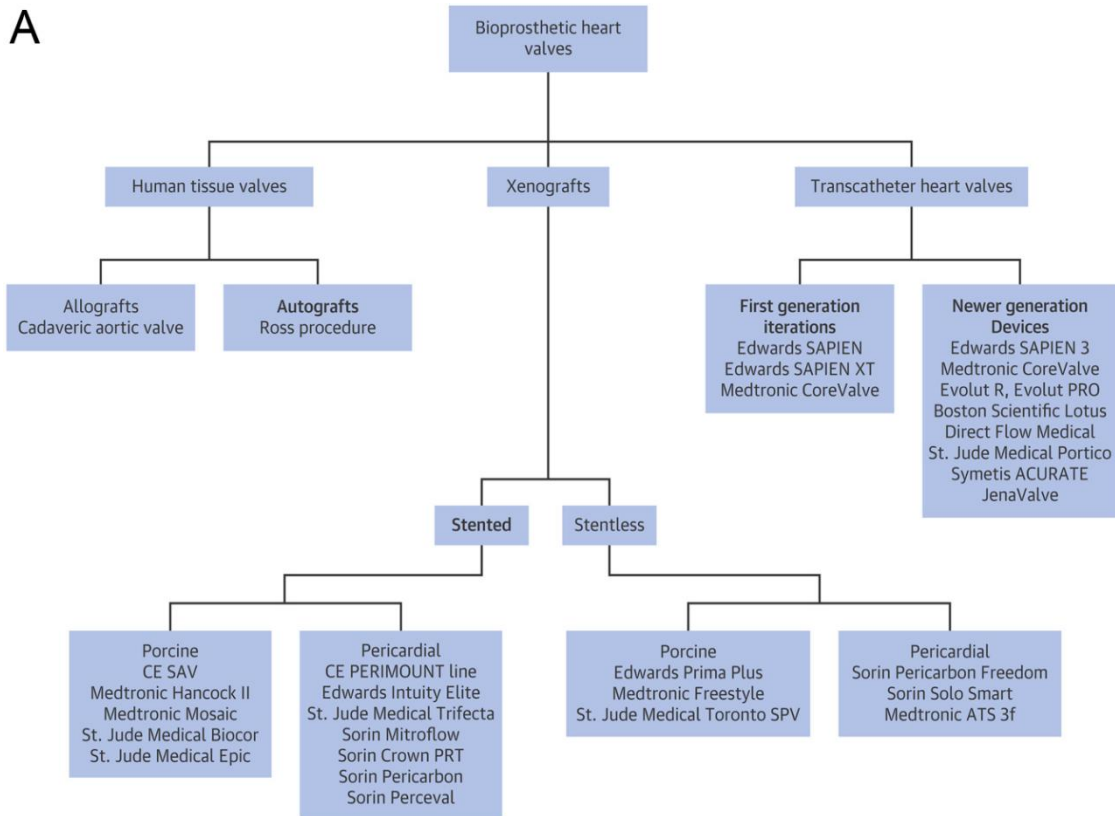 A
Bioprosthetic heart
valves
Human tissue valves
Xenografts
Transcatheter heart valves
Allografts
Cadaveric aortic valve
Autografts
Ross procedure
First generation
iterations
Edwards SAPIEN
Edwards SAPIEN XT
Medtronic CoreValve
Newer generation
Devices
Edwards SAPIEN 3
Medtronic CoreValve
Evolut R, Evolut PRO
Boston Scientific Lotus
Direct Flow Medical
St. Jude Medical Portico
Symetis ACURATE
JenaValve
Stented
Stentless
Porcine
CE SAV
Medtronic Hancock II
Medtronic Mosaic
St. Jude Medical Biocor
St. Jude Medical Epic
Pericardial
CE PERIMOUNT line
Edwards Intuity Elite
St. Jude Medical Trifecta
Sorin Mitroflow
Sorin Crown PRT
Sorin Pericarbon
Sorin Perceval
Porcine
Edwards Prima Plus
Medtronic Freestyle
St. Jude Medical Toronto SPV
Pericardial
Sorin Pericarbon Freedom
Sorin Solo Smart
Medtronic ATS 3f